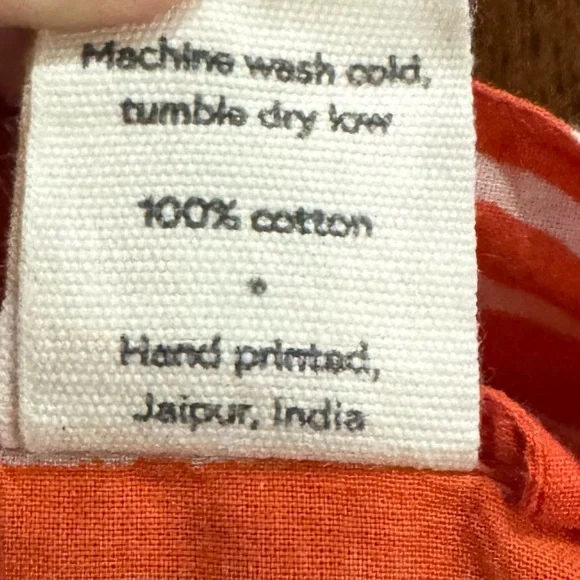 Machine wash cold,
tumble dry low
100% cotton
Hand printed,
Jaipur, India